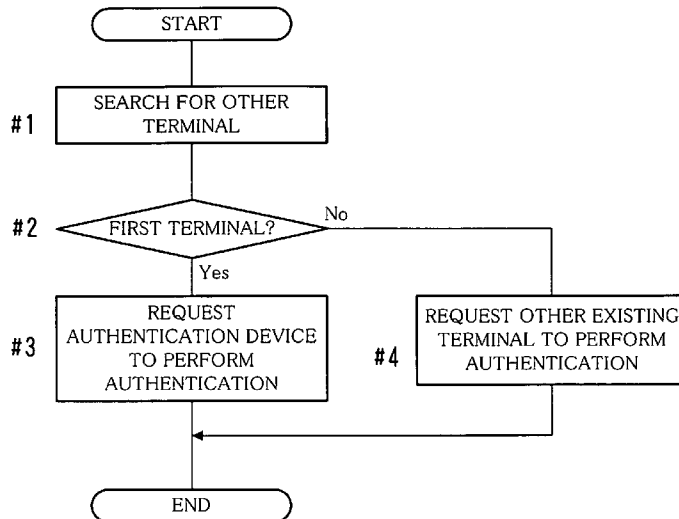 START
#1
SEARCH FOR OTHER
TERMINAL
#2
FIRST TERMINAL?
No
Yes
#3
REQUEST
AUTHENTICATION DEVICE
TO PERFORM
AUTHENTICATION
#4
REQUEST OTHER EXISTING
TERMINAL TO PERFORM
AUTHENTICATION
END